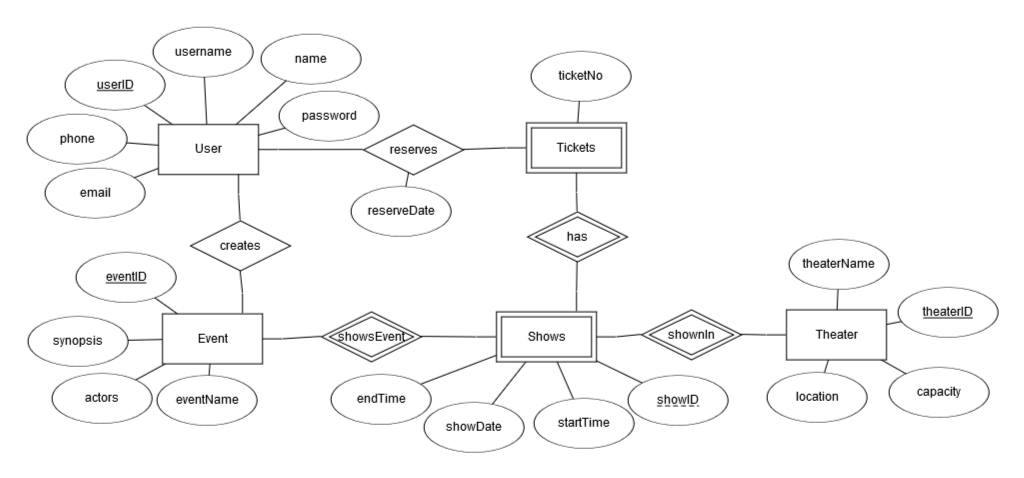 username
name
ticketNo
userID
password
phone
User
reserves
Tickets
email
reserveDate
has
creates
theaterName
eventID
theaterID
synopsis
Event
showsEvent
Shows
shownIn
Theater
actors
eventName
endTime
showID
location
capacity
showDate
startTime